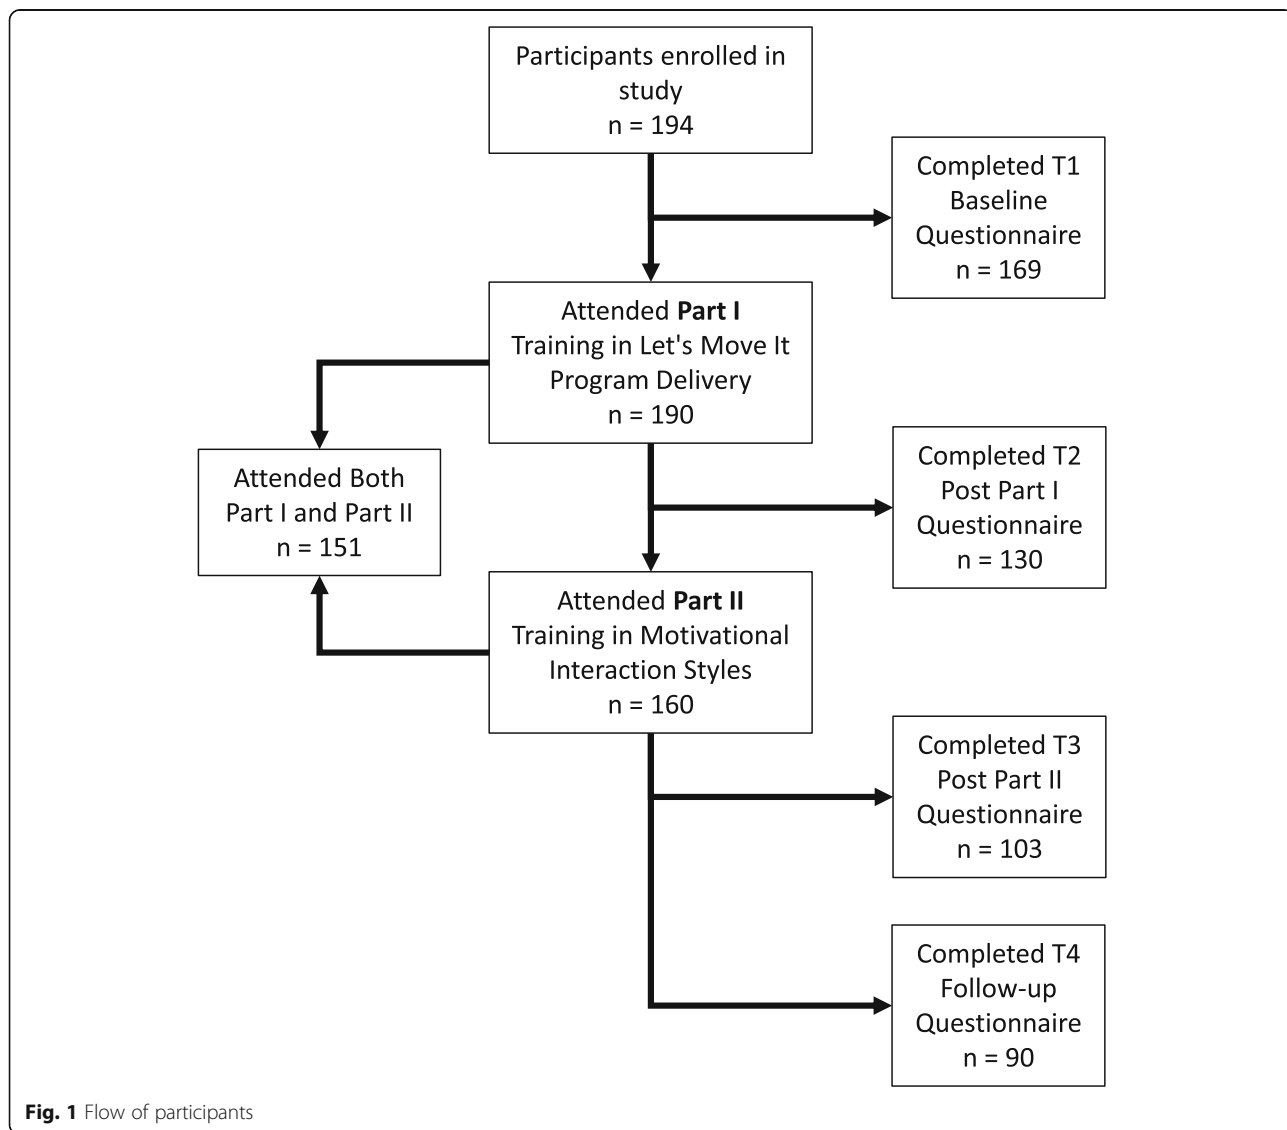 Participants enrolled in
study
n = 194
Completed T1
Baseline
Questionnaire
n = 169
Attended Part I
Training in Let's Move It
Program Delivery
n = 190
Attended Both
Part I and Part II
n = 151
Completed T2
Post Part I
Questionnaire
n = 130
Attended Part II
Training in Motivational
Interaction Styles
n = 160
Completed T3
Post Part II
Questionnaire
n = 103
Completed T4
Follow-up
Questionnaire
n = 90
Fig. 1 Flow of participants